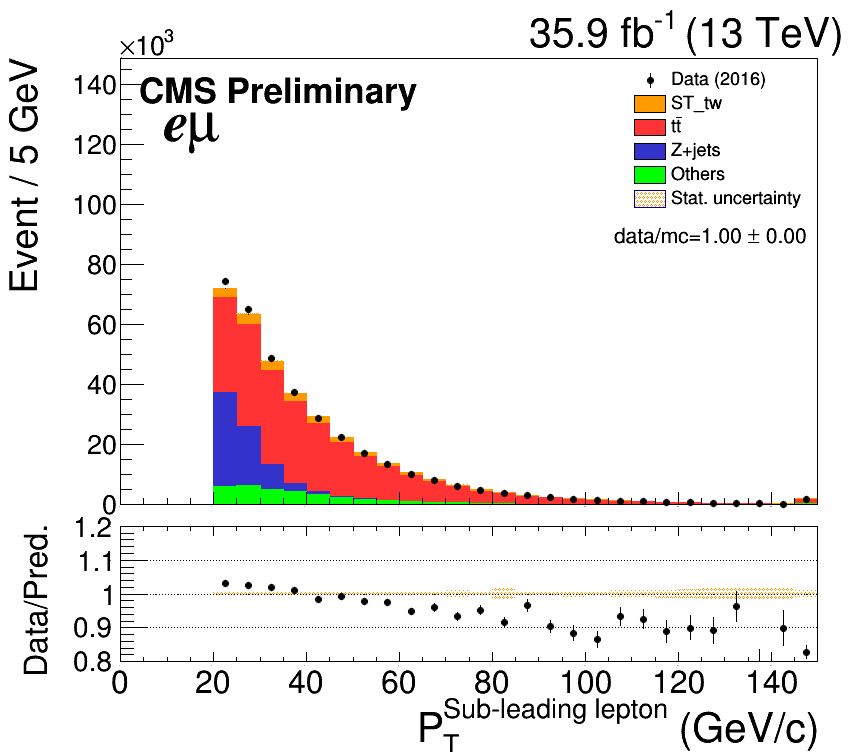 35.9 fb⁻¹ (13 TeV)
×10³
CMS Preliminary
eμ
Data (2016)
ST_tw
tt̄
Z+jets
Others
Stat. uncertainty
data/mc=1.00 ± 0.00
Event / 5 GeV
140
120
100
80
60
40
20
0
Data/Pred.
1.2
1.1
1
0.9
0.8
0 20 40 60 80 100 120 140
P_T^Sub-leading lepton (GeV/c)